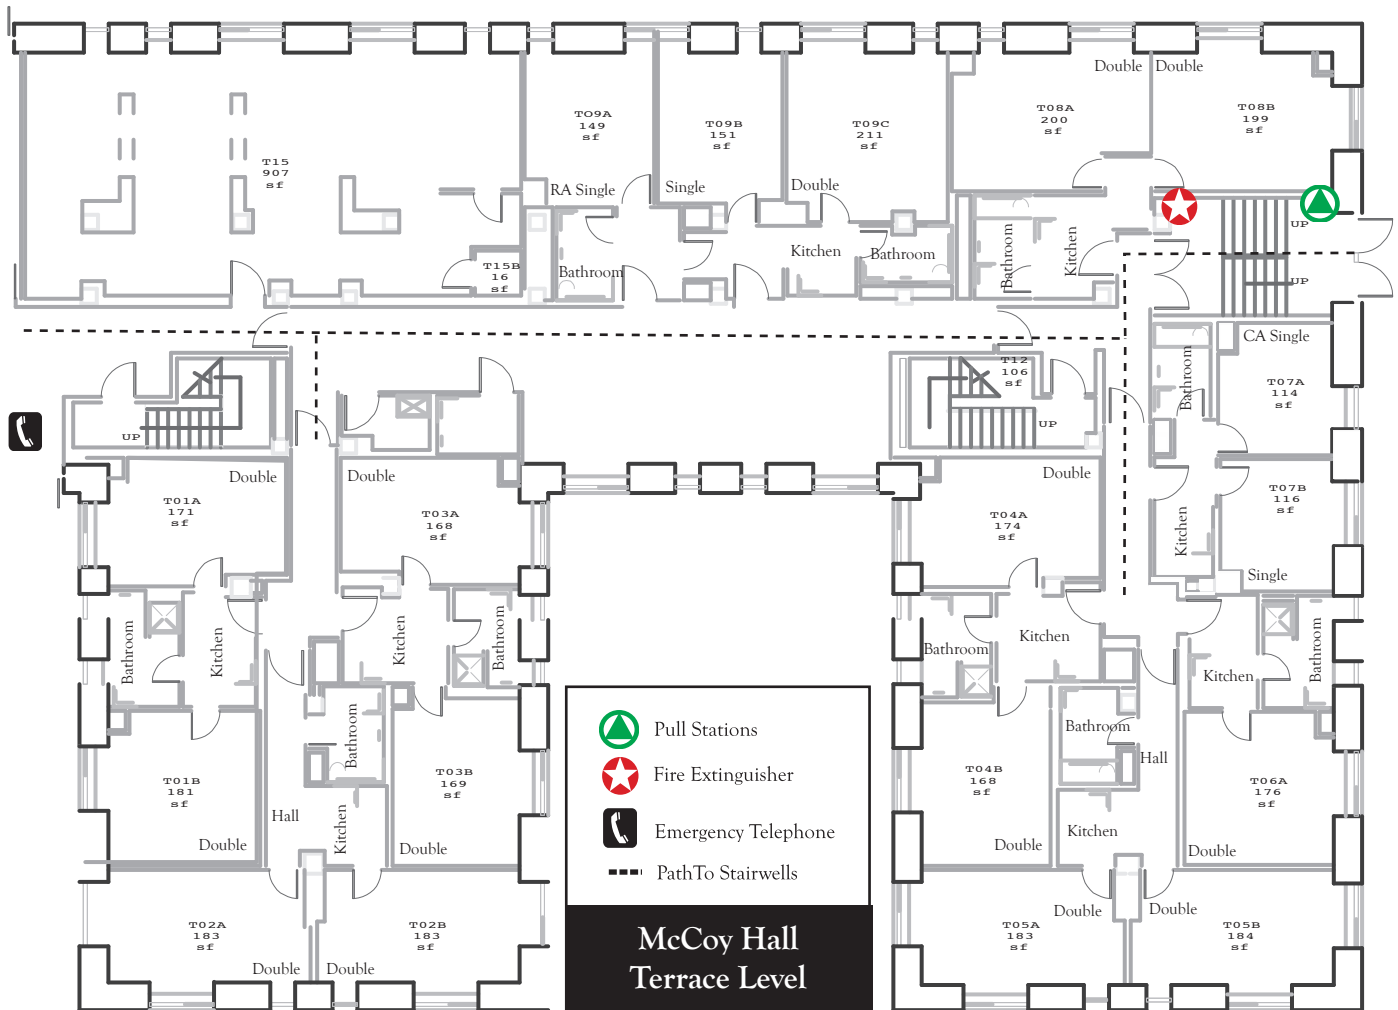 Double
Double
TO9A
149
sf
T09B
151
sf
T09C
211
sf
T08A
200
sf
T08B
199
sf
T15
907
sf
RA Single
Single
Double
UP
Bathroom
Kitchen
Kitchen
Bathroom
Bathroom
T15B
16
sf
UP
CA Single
T12
106
sf
Bathroom
T07A
114
sf
UP
UP
Double
Double
Double
T01A
171
sf
T03A
168
sf
T04A
174
sf
T07B
116
sf
Kitchen
Single
Bathroom
Kitchen
Kitchen
Bathroom
Bathroom
Kitchen
Kitchen
Bathroom
Bathroom
Bathroom
Hall
T01B
181
sf
T03B
169
sf
T04B
168
sf
T06A
176
sf
Hall
Kitchen
Kitchen
Double
Double
Double
Double
Pull Stations
Fire Extinguisher
Emergency Telephone
PathTo Stairwells
T02A
183
sf
T02B
183
sf
Double
Double
Double
Double
T05A
183
sf
T05B
184
sf
McCoy Hall
Terrace Level